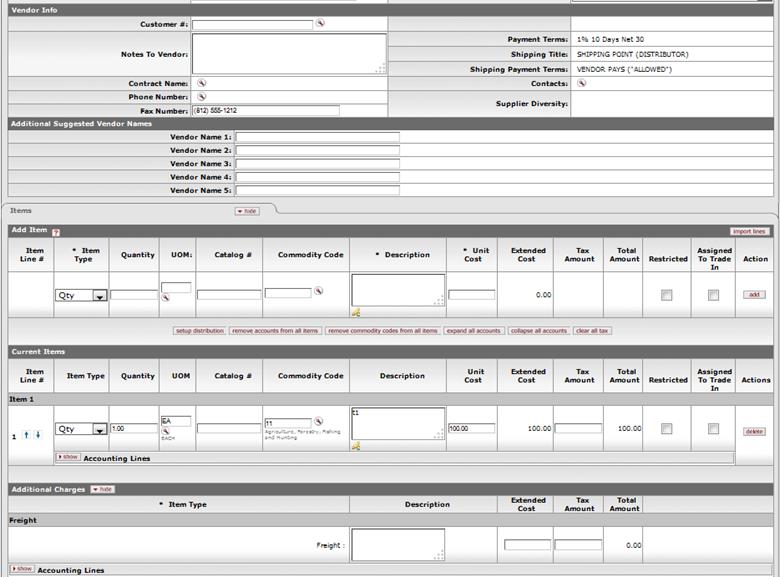 Vendor Info
Customer #:
Notes To Vendor: Payment Terms: 1% 10 Days Net 30
Shipping Title: SHIPPING POINT (DISTRIBUTOR)
Shipping Payment Terms: VENDOR PAYS ("ALLOWED")
Contract Name: Contacts:
Phone Number: Supplier Diversity:
Fax Number: (812) 555-1212
Additional Suggested Vendor Names
Vendor Name 1:
Vendor Name 2:
Vendor Name 3:
Vendor Name 4:
Vendor Name 5:
Items hide
Add Item ? import lines
Item Line # * Item Type Quantity UOM: Catalog # Commodity Code * Description * Unit Cost Extended Cost Tax Amount Total Amount Restricted Assigned To Trade In Action
Qty 0.00 add
setup distribution remove accounts from all items remove commodity codes from all items expand all accounts collapse all accounts clear all tax
Current Items
Item Line # Item Type Quantity UOM Catalog # Commodity Code Description Unit Cost Extended Cost Tax Amount Total Amount Restricted Assigned To Trade In Actions
Item 1
1 Qty 1.00 EA EACH 11 Agriculture, Forestry, Fishing and Hunting t1 100.00 100.00 100.00 delete
show Accounting Lines
Additional Charges hide
* Item Type Description Extended Cost Tax Amount Total Amount
Freight
Freight : 0.00
show Accounting Lines